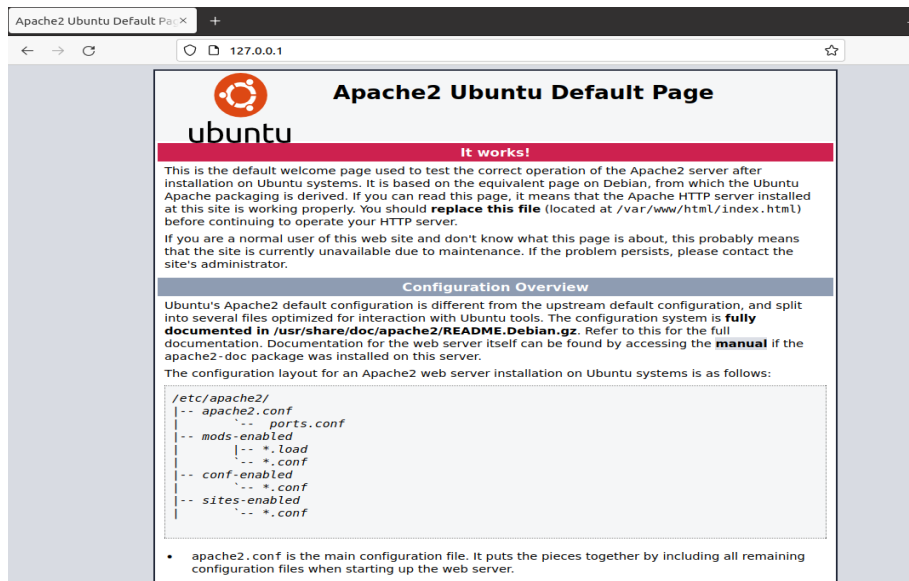 Apache2 Ubuntu Default Pag
127.0.0.1
ubuntu
Apache2 Ubuntu Default Page
It works!
This is the default welcome page used to test the correct operation of the Apache2 server after
installation on Ubuntu systems. It is based on the equivalent page on Debian, from which the Ubuntu
Apache packaging is derived. If you can read this page, it means that the Apache HTTP server installed
at this site is working properly. You should replace this file (located at /var/www/html/index.html)
before continuing to operate your HTTP server.
If you are a normal user of this web site and don't know what this page is about, this probably means
that the site is currently unavailable due to maintenance. If the problem persists, please contact the
site's administrator.
Configuration Overview
Ubuntu's Apache2 default configuration is different from the upstream default configuration, and split
into several files optimized for interaction with Ubuntu tools. The configuration system is fully
documented in /usr/share/doc/apache2/README.Debian.gz. Refer to this for the full
documentation. Documentation for the web server itself can be found by accessing the manual if the
apache2-doc package was installed on this server.
The configuration layout for an Apache2 web server installation on Ubuntu systems is as follows:
/etc/apache2/
|-- apache2.conf
|       `--  ports.conf
|-- mods-enabled
|       |-- *.load
|       `-- *.conf
|-- conf-enabled
|       `-- *.conf
|-- sites-enabled
|       `-- *.conf
• apache2.conf is the main configuration file. It puts the pieces together by including all remaining
configuration files when starting up the web server.